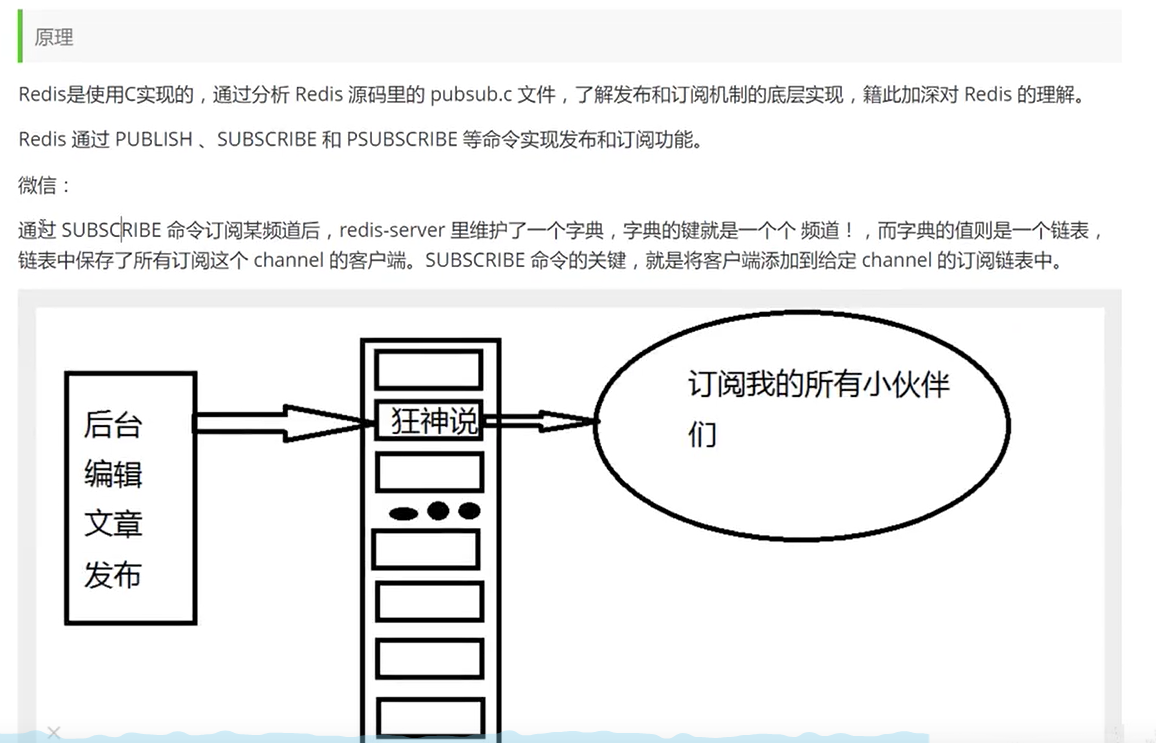 原理
Redis是使用C实现的，通过分析 Redis 源码里的 pubsub.c 文件，了解发布和订阅机制的底层实现，籍此加深对 Redis 的理解。
Redis 通过 PUBLISH 、SUBSCRIBE 和 PSUBSCRIBE 等命令实现发布和订阅功能。
微信：
通过 SUBSCRIBE 命令订阅某频道后，redis-server 里维护了一个字典，字典的键就是一个个 频道！，而字典的值则是一个链表，
链表中保存了所有订阅这个 channel 的客户端。SUBSCRIBE 命令的关键，就是将客户端添加到给定 channel 的订阅链表中。
后台
编辑
文章
发布
狂神说
订阅我的所有小伙伴
们